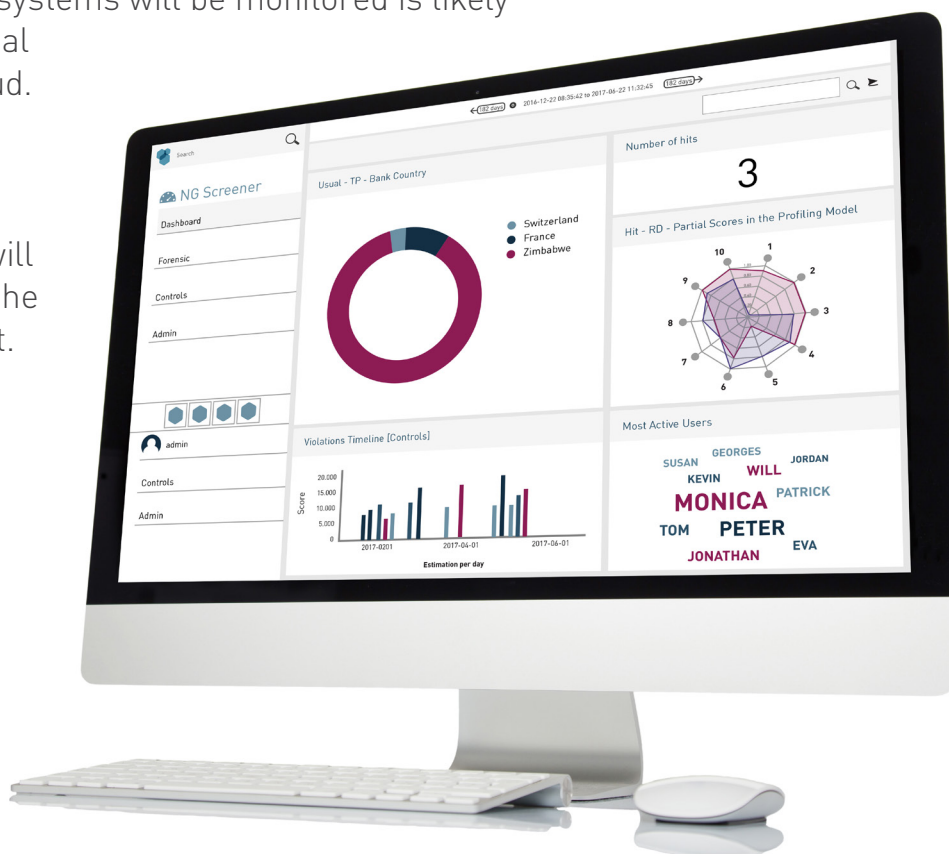 systems will be monitored is likely
al
ud.
will
he
t.
Search
NG Screener
Dashboard
Forensic
Controls
Admin
admin
Controls
Admin
182 days
2016-12-22 08:35:42 to 2017-06-22 11:32:45
182 days
Usual - TP - Bank Country
Switzerland
France
Zimbabwe
Number of hits
3
Hit - RD - Partial Scores in the Profiling Model
1
2
3
4
5
6
7
8
9
10
Violations Timeline [Controls]
Score
20.000
15.000
10.000
5.000
0
2017-0201
2017-04-01
2017-06-01
Estimation per day
Most Active Users
SUSAN GEORGES JORDAN
KEVIN WILL
MONICA PATRICK
TOM PETER
EVA
JONATHAN